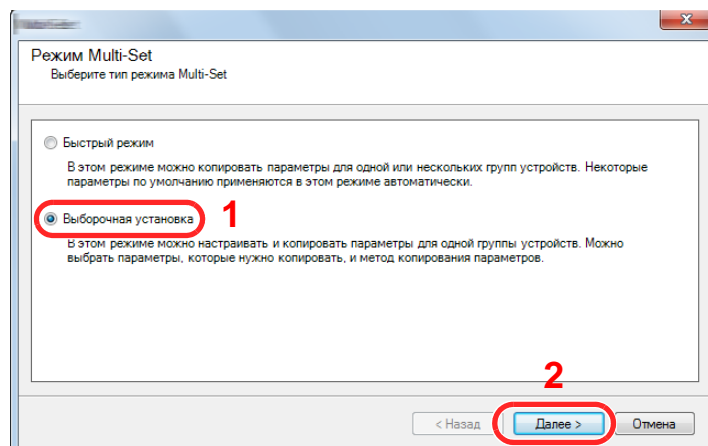 Режим Multi-Set
Выберите тип режима Multi-Set
Быстрый режим
В этом режиме можно копировать параметры для одной или нескольких групп устройств. Некоторые
параметры по умолчанию применяются в этом режиме автоматически.
Выборочная установка 1
В этом режиме можно настраивать и копировать параметры для одной группы устройств. Можно
выбрать параметры, которые нужно копировать, и метод копирования параметров.
2
< Назад Далее > Отмена